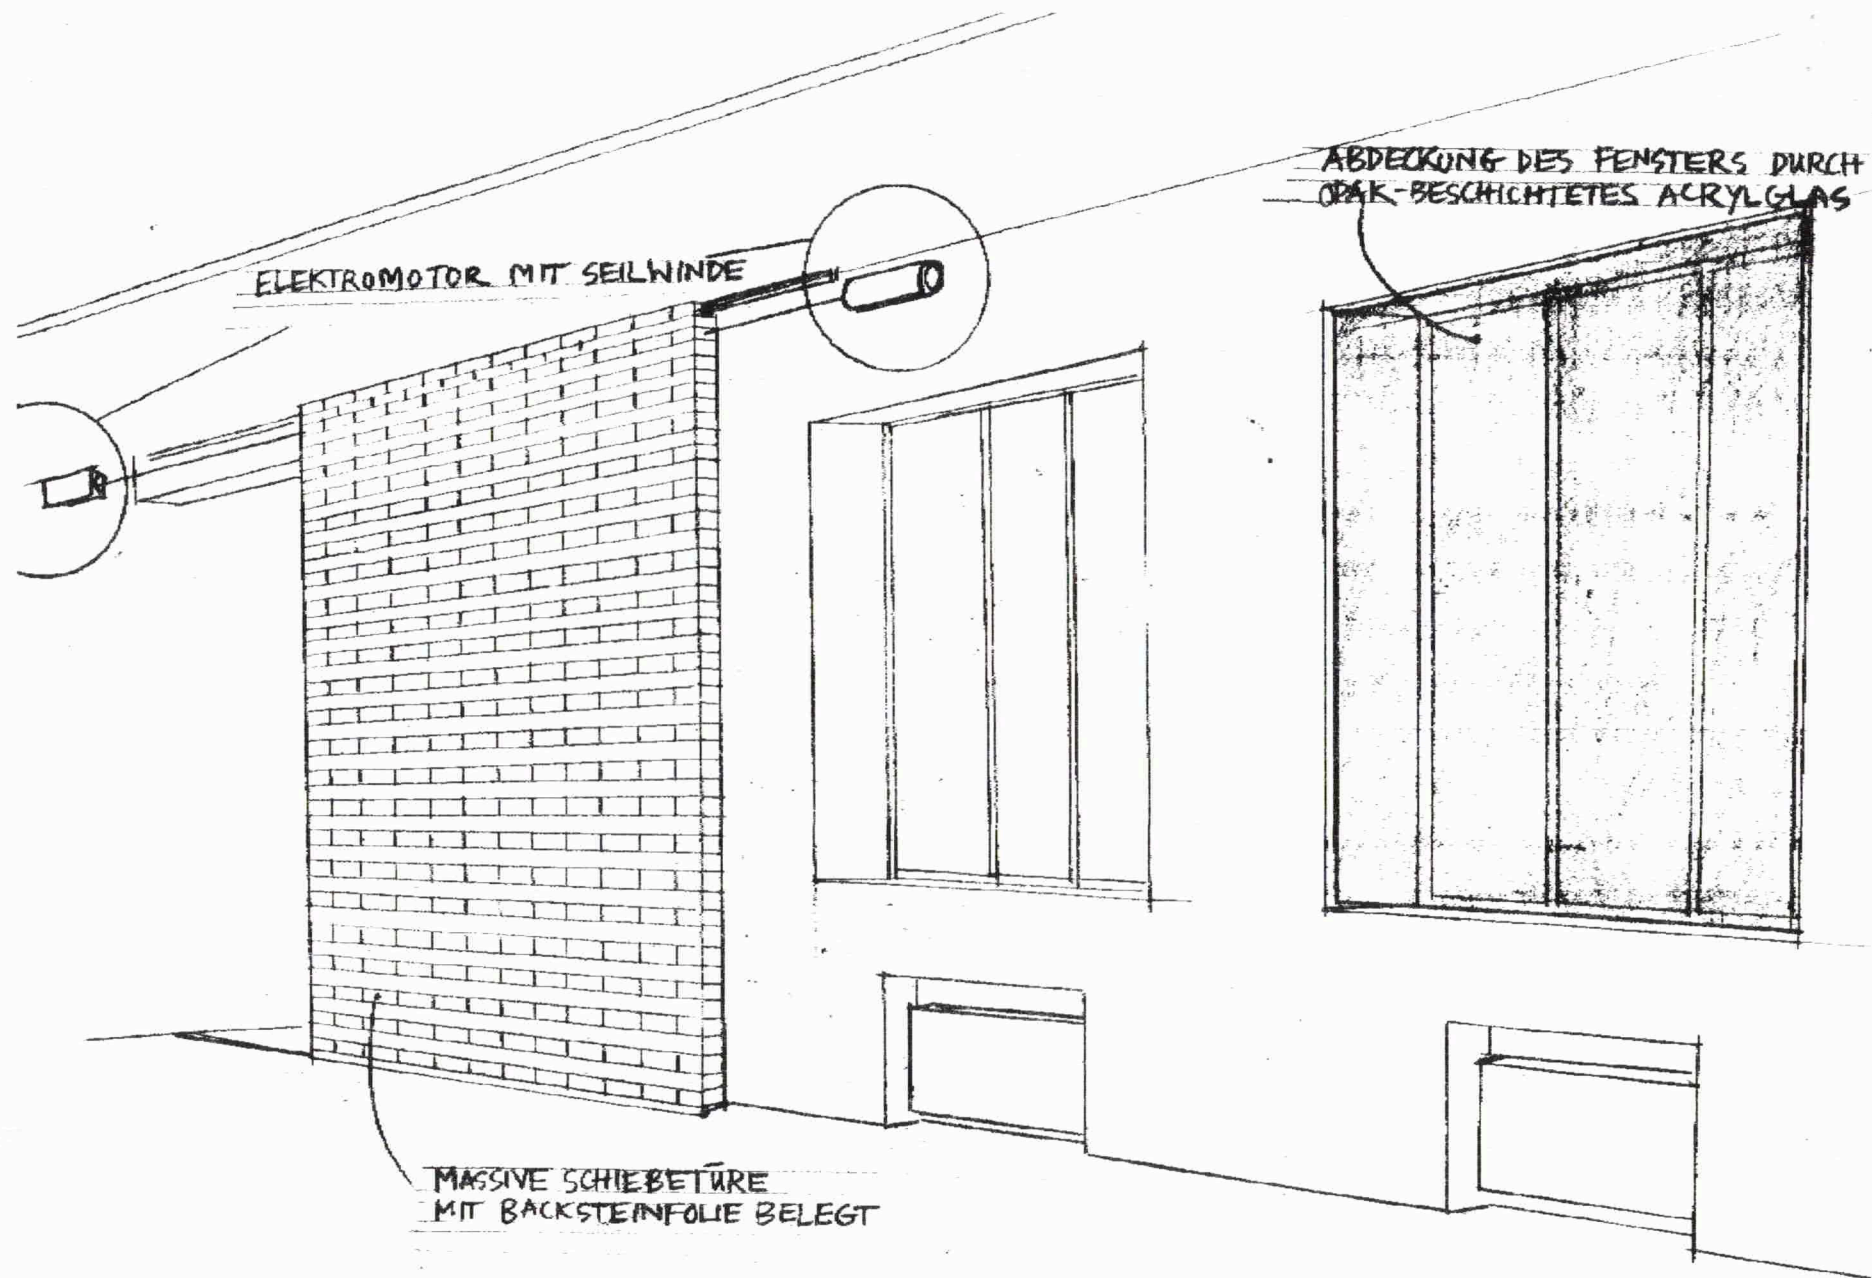 ABDECKUNG DES FENSTERS DURCH
OPAK-BESCHICHTETES ACRYLGLAS
ELEKTROMOTOR MIT SEILWINDE
MASSIVE SCHIEBETÜRE
MIT BACKSTEINFOLIE BELEGT